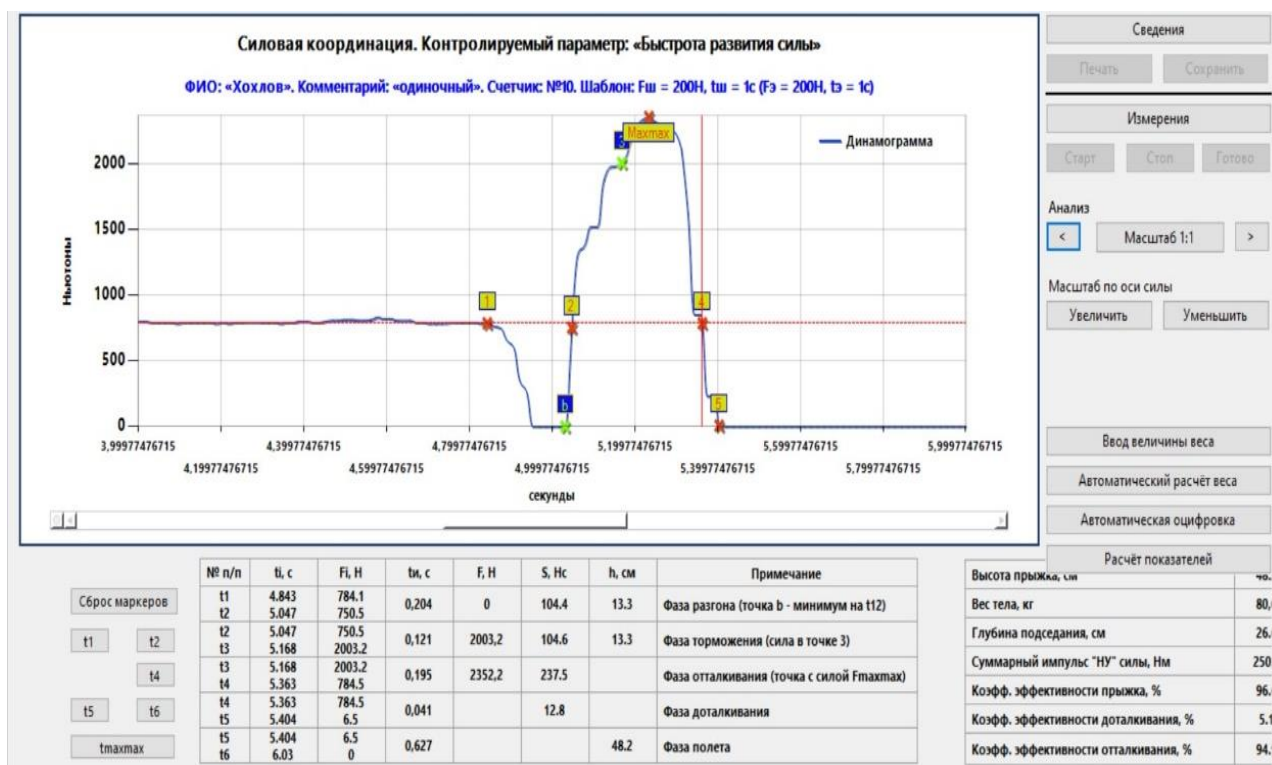 Силовая координация. Контролируемый параметр: «Быстрота развития силы»
ФИО: «Хохлов». Комментарий: «одиночный». Счетчик: №10. Шаблон: Fш = 200Н, tш = 1с (Fэ = 200Н, tэ = 1с)
Динамограмма
Ньютоны
2000
1500
1000
500
0
1
b
2
3
Maxmax
4
5
3,99977476715
4,19977476715
4,39977476715
4,59977476715
4,79977476715
4,99977476715
5,19977476715
5,39977476715
5,59977476715
5,79977476715
5,99977476715
секунды
Сведения
Печать Сохранить
Измерения
Старт Стоп Готово
Анализ
< Масштаб 1:1 >
Масштаб по оси силы
Увеличить Уменьшить
Ввод величины веса
Автоматический расчёт веса
Автоматическая оцифровка
Расчёт показателей
Сброс маркеров
t1 t2
t4
t5 t6
tmaxmax
№ п/п ti, с Fi, Н tи, с F, Н S, Нс h, см Примечание
t1 4.843 784.1
t2 5.047 750.5
0,204 0 104.4 13.3 Фаза разгона (точка b - минимум на t12)
t2 5.047 750.5
t3 5.168 2003.2
0,121 2003,2 104.6 13.3 Фаза торможения (сила в точке 3)
t3 5.168 2003.2
t4 5.363 784.5
0,195 2352,2 237.5 Фаза отталкивания (точка с силой Fmaxmax)
t4 5.363 784.5
t5 5.404 6.5
0,041 12.8 Фаза доталкивания
t5 5.404 6.5
t6 6.03 0
0,627 48.2 Фаза полета
Высота прыжка, см
Вес тела, кг 80,
Глубина подседания, см 26.
Суммарный импульс "НУ" силы, Нм 250
Коэфф. эффективности прыжка, % 96.
Коэфф. эффективности доталкивания, % 5.1
Коэфф. эффективности отталкивания, % 94.